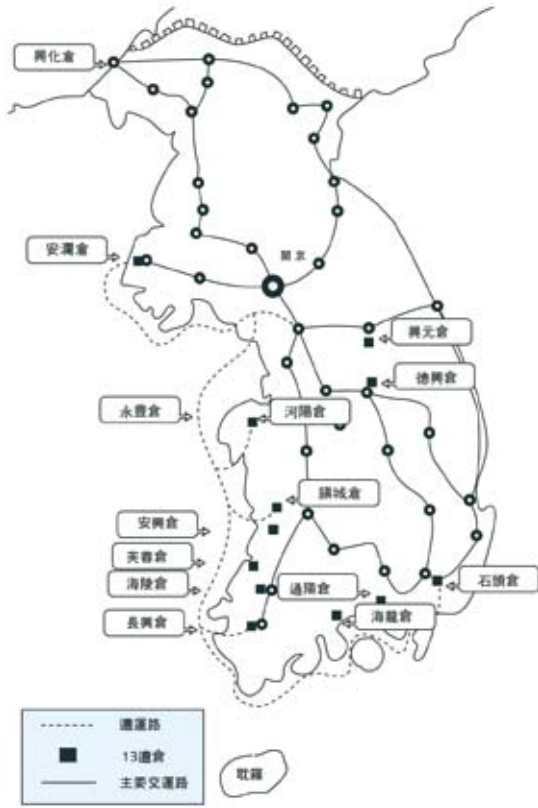 興化倉
安瀾倉
開京
興元倉
德興倉
永豊倉
河陽倉
鎭城倉
安興倉
芙蓉倉
海陵倉
長興倉
通陽倉
海龍倉
石頭倉
漕運路
13漕倉
主要交運路
耽羅